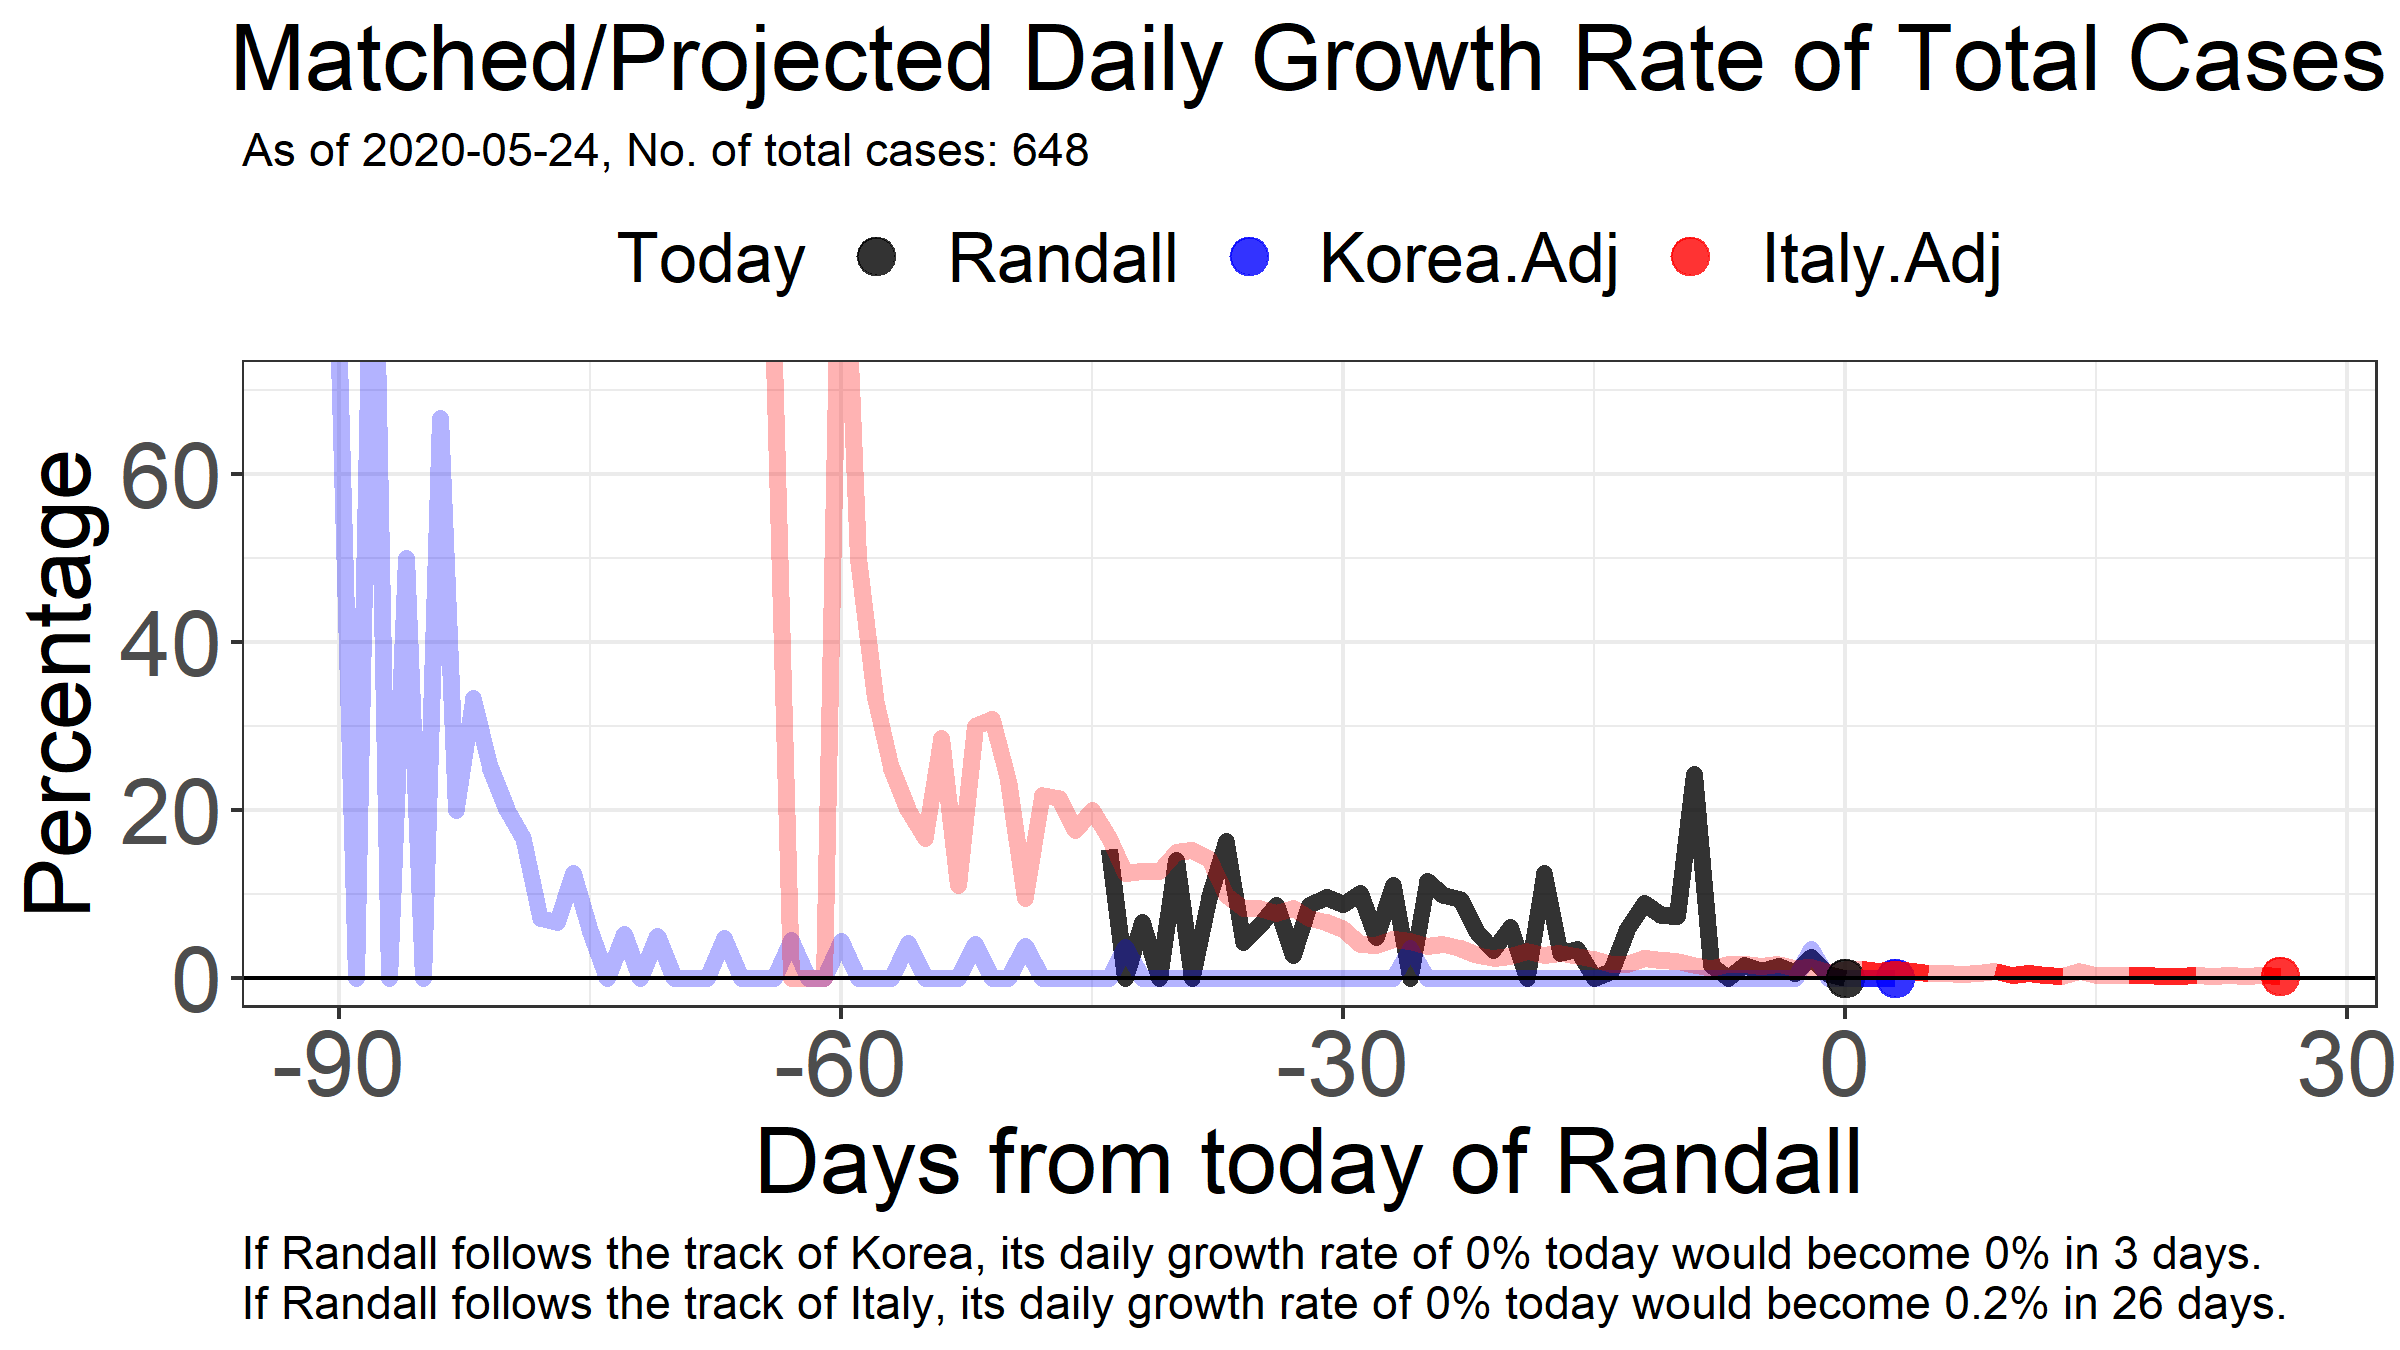 Matched/Projected Daily Growth Rate of Total Cases
As of 2020-05-24, No. of total cases: 648
Today Randall Korea.Adj Italy.Adj
Percentage
60
40
20
0
-90 -60 -30 0 30
Days from today of Randall
If Randall follows the track of Korea, its daily growth rate of 0% today would become 0% in 3 days.
If Randall follows the track of Italy, its daily growth rate of 0% today would become 0.2% in 26 days.